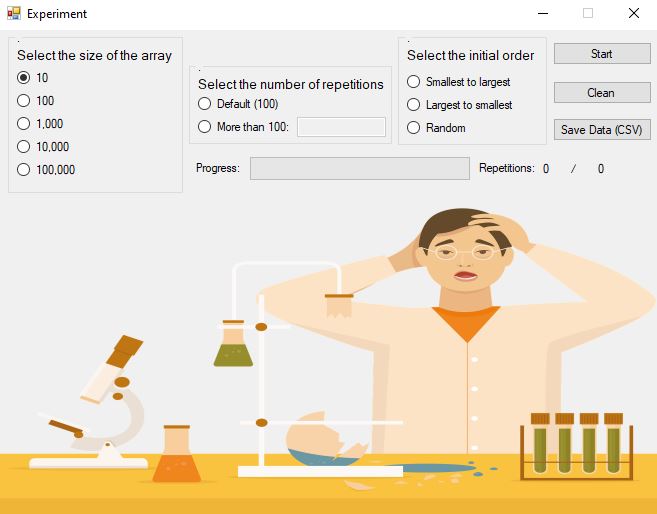 Experiment
Select the size of the array
10
100
1,000
10,000
100,000
Select the number of repetitions
Default (100)
More than 100:
Select the initial order
Smallest to largest
Largest to smallest
Random
Start
Clean
Save Data (CSV)
Progress:
Repetitions: 0 / 0